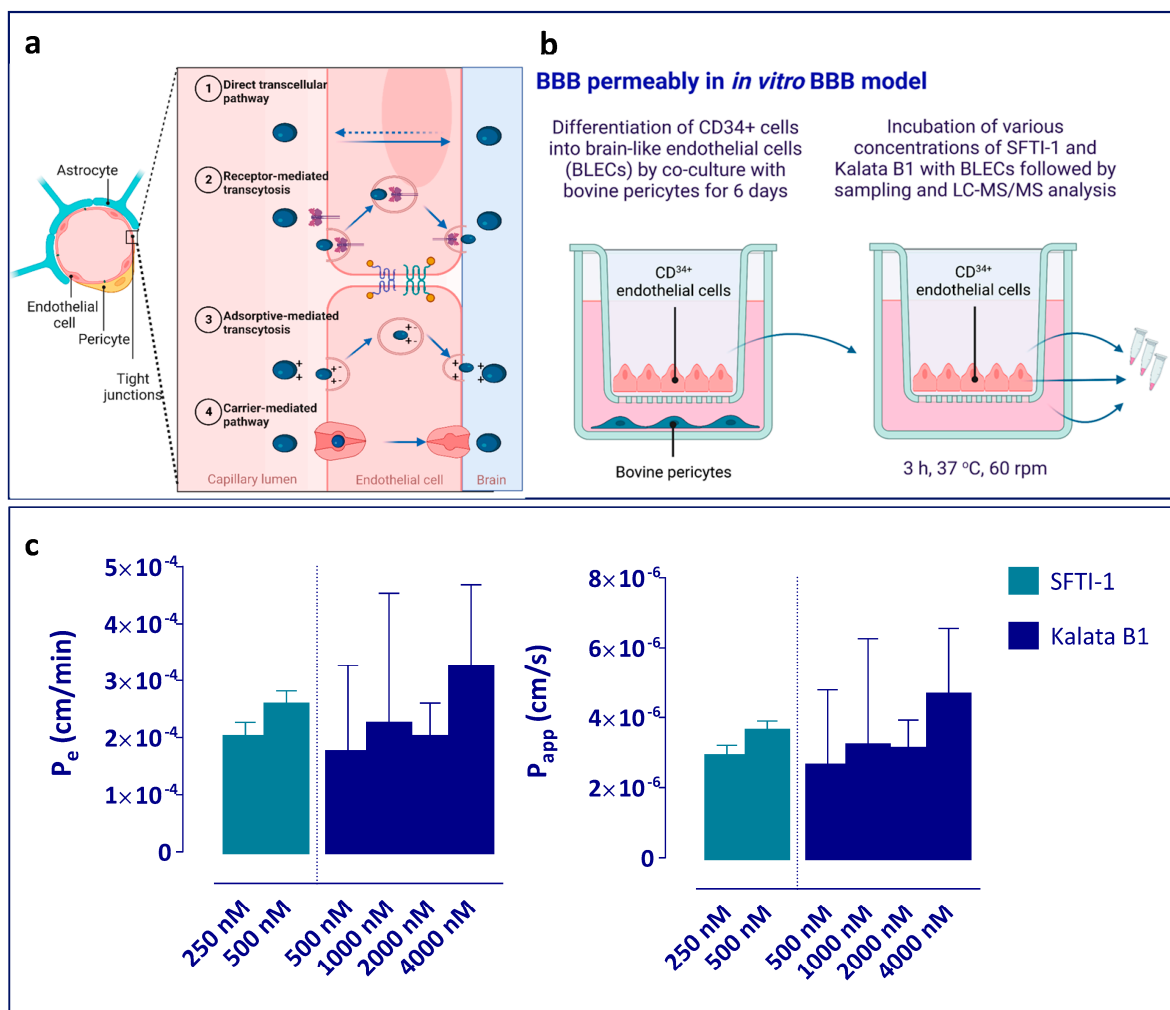 a
1
Direct transcellular
pathway
2
Receptor-mediated
transcytosis
3
Adsorptive-mediated
transcytosis
4
Carrier-mediated
pathway
Astrocyte
Endothelial
cell
Pericyte
Tight
junctions
+
+
+ -
+ -
+ -
+ -
+
+
+
+
Capillary lumen
Endothelial cell
Brain
b
BBB permeably in in vitro BBB model
Differentiation of CD34+ cells
into brain-like endothelial cells
(BLECs) by co-culture with
bovine pericytes for 6 days
Incubation of various
concentrations of SFTI-1 and
Kalata B1 with BLECs followed by
sampling and LC-MS/MS analysis
CD34+
endothelial cells
Bovine pericytes
CD34+
endothelial cells
3 h, 37 °C, 60 rpm
c
Pe (cm/min)
5×10-4
4×10-4
3×10-4
2×10-4
1×10-4
0
250 nM
500 nM
500 nM
1000 nM
2000 nM
4000 nM
Papp (cm/s)
8×10-6
6×10-6
4×10-6
2×10-6
0
250 nM
500 nM
500 nM
1000 nM
2000 nM
4000 nM
SFTI-1
Kalata B1